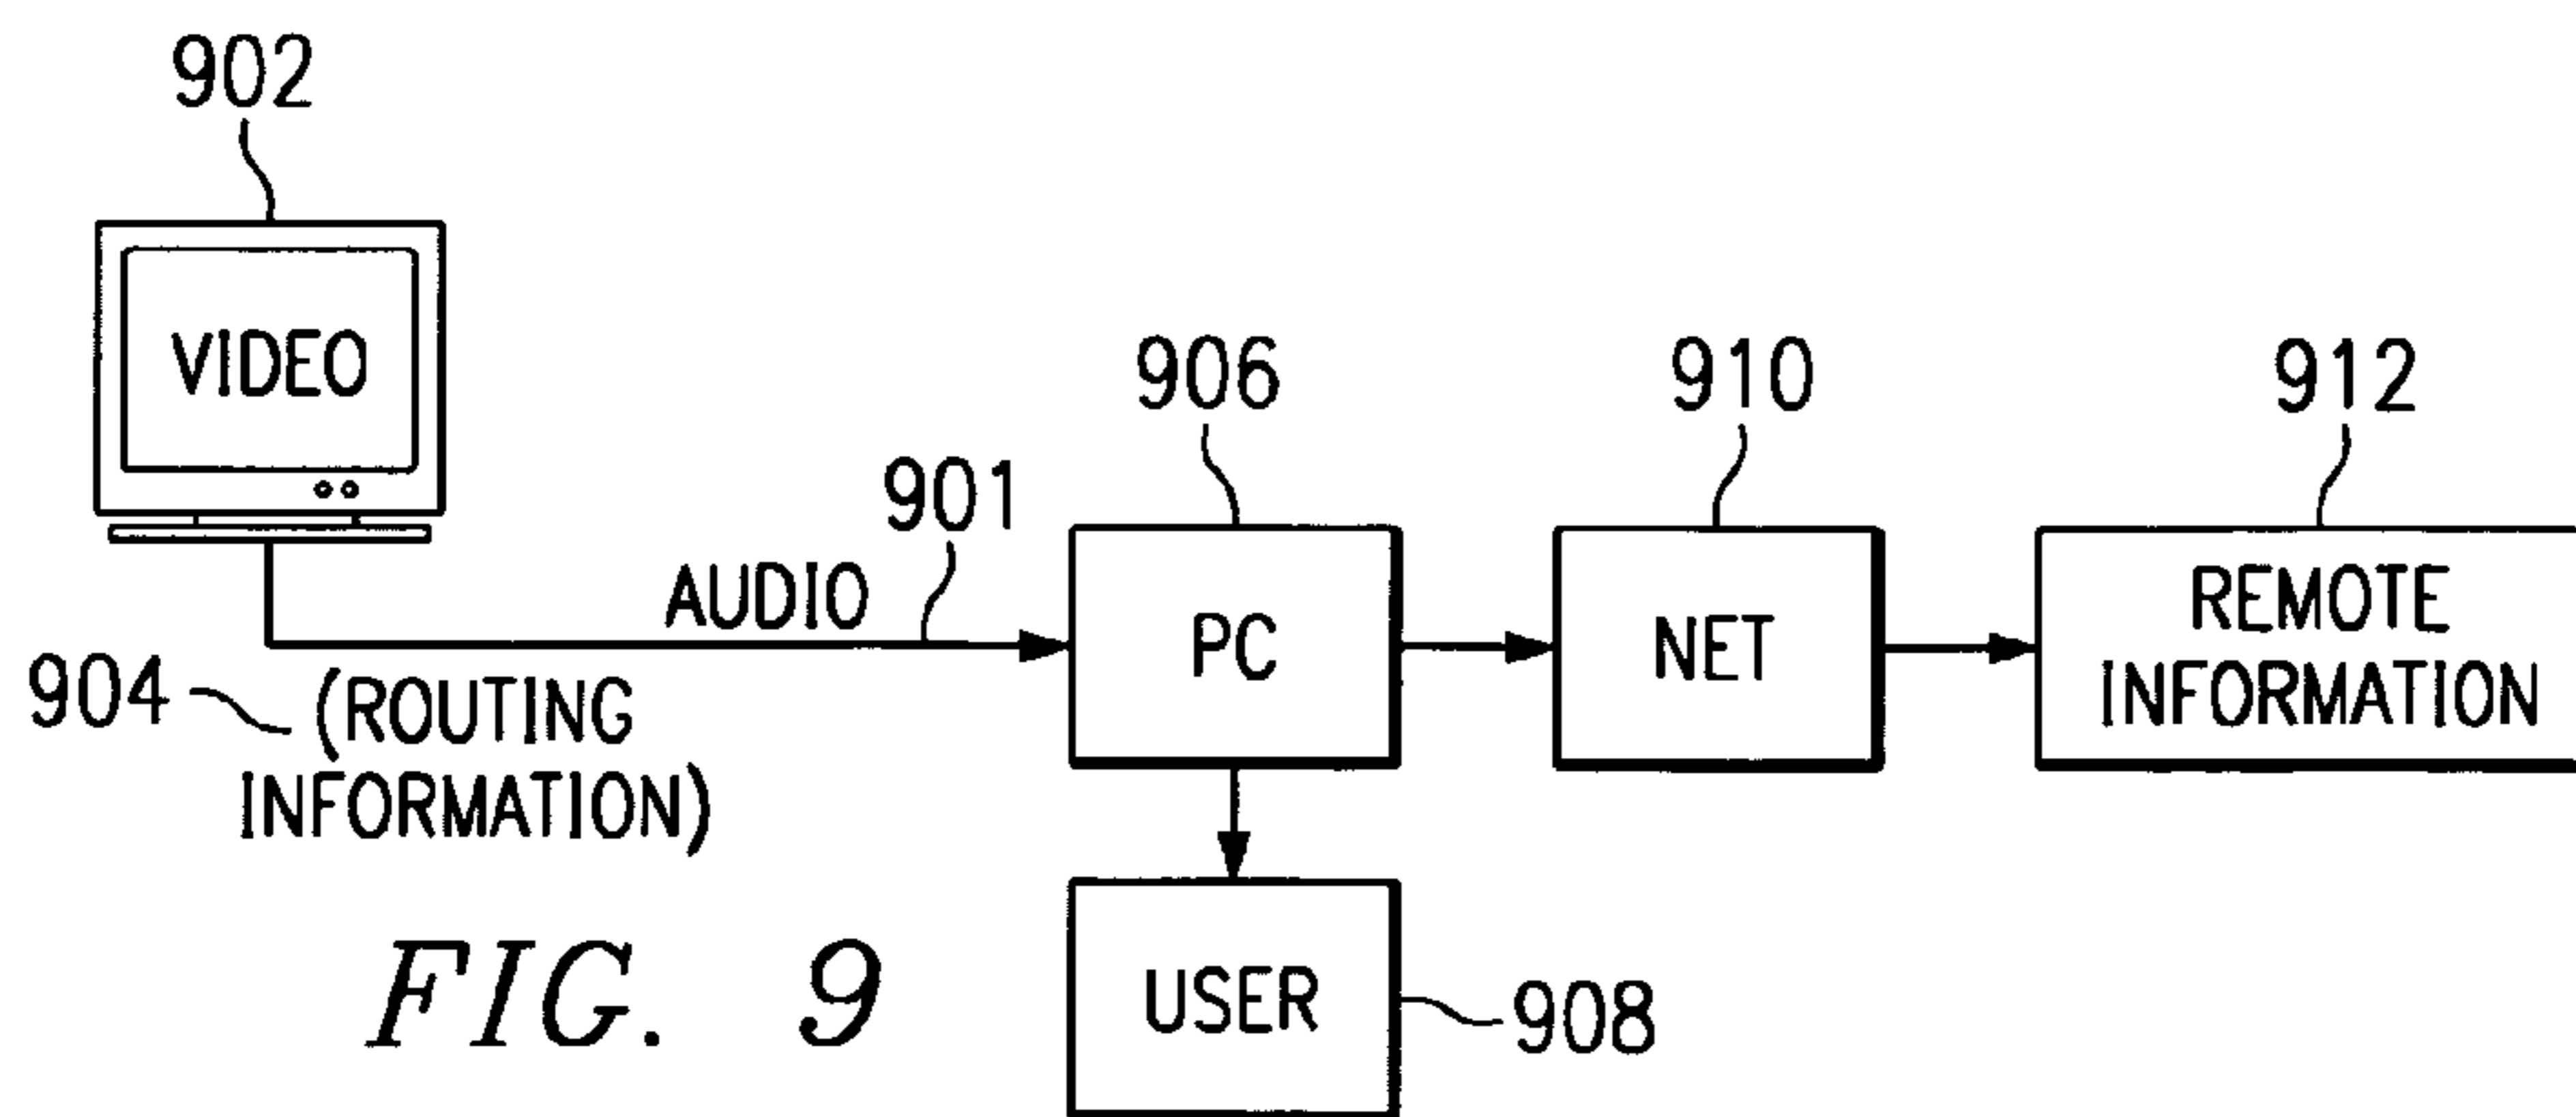 902
VIDEO
901
AUDIO
904
(ROUTING
INFORMATION)
906
PC
910
NET
912
REMOTE
INFORMATION
USER
908
FIG. 9